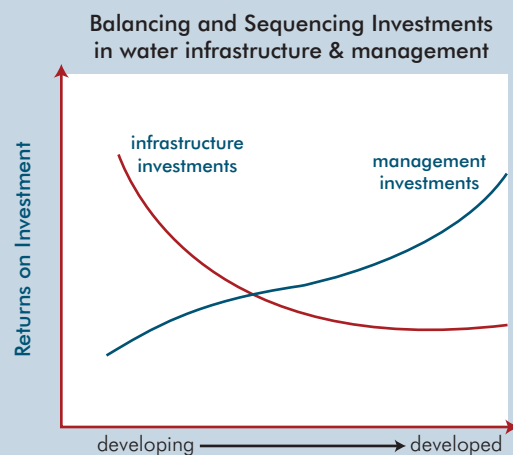 Balancing and Sequencing Investments
in water infrastructure & management
infrastructure
investments
management
investments
Returns on Investment
developing
developed